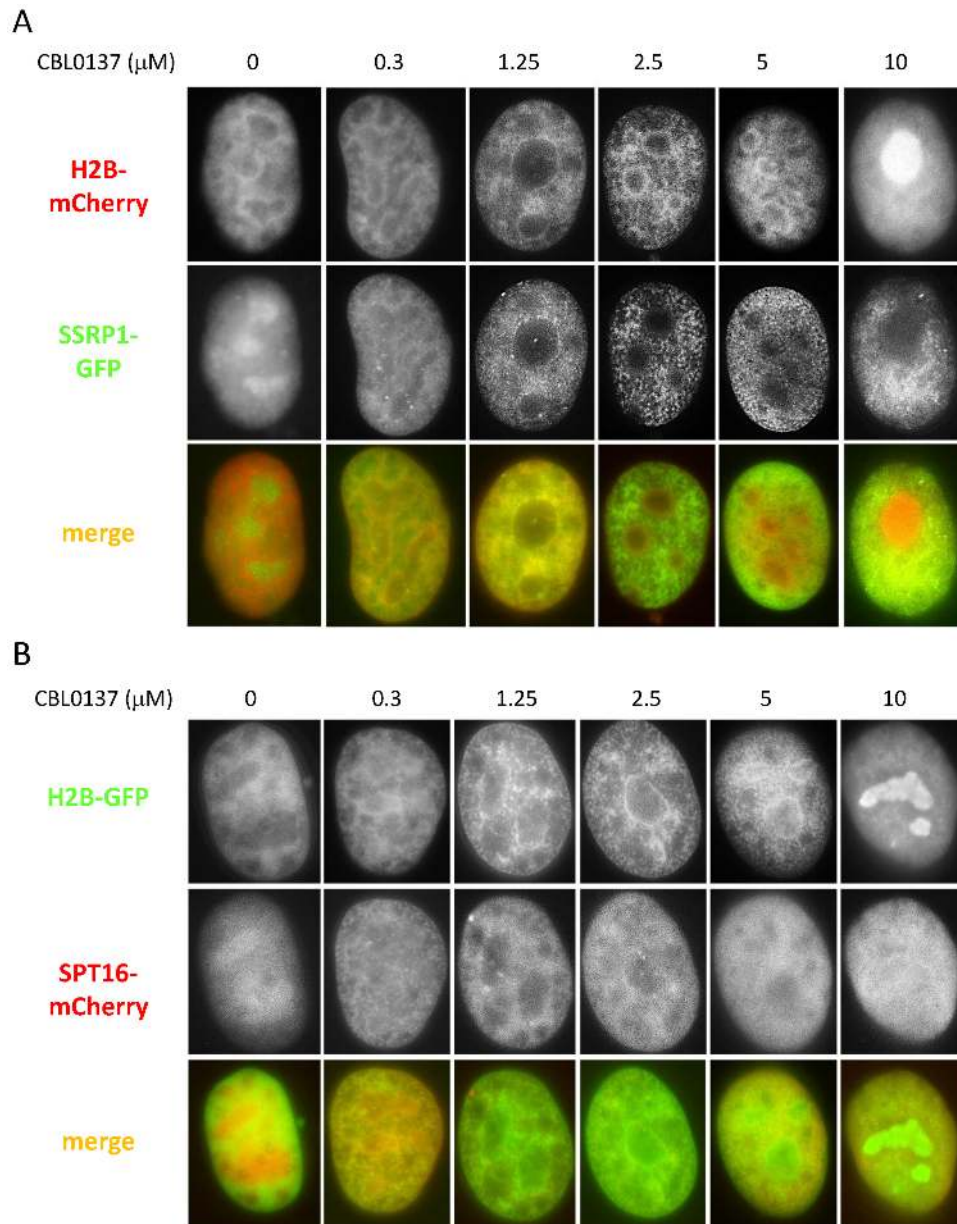 A
CBL0137 (μM) 0 0.3 1.25 2.5 5 10
H2B-
mCherry
SSRP1-
GFP
merge
B
CBL0137 (μM) 0 0.3 1.25 2.5 5 10
H2B-GFP
SPT16-
mCherry
merge